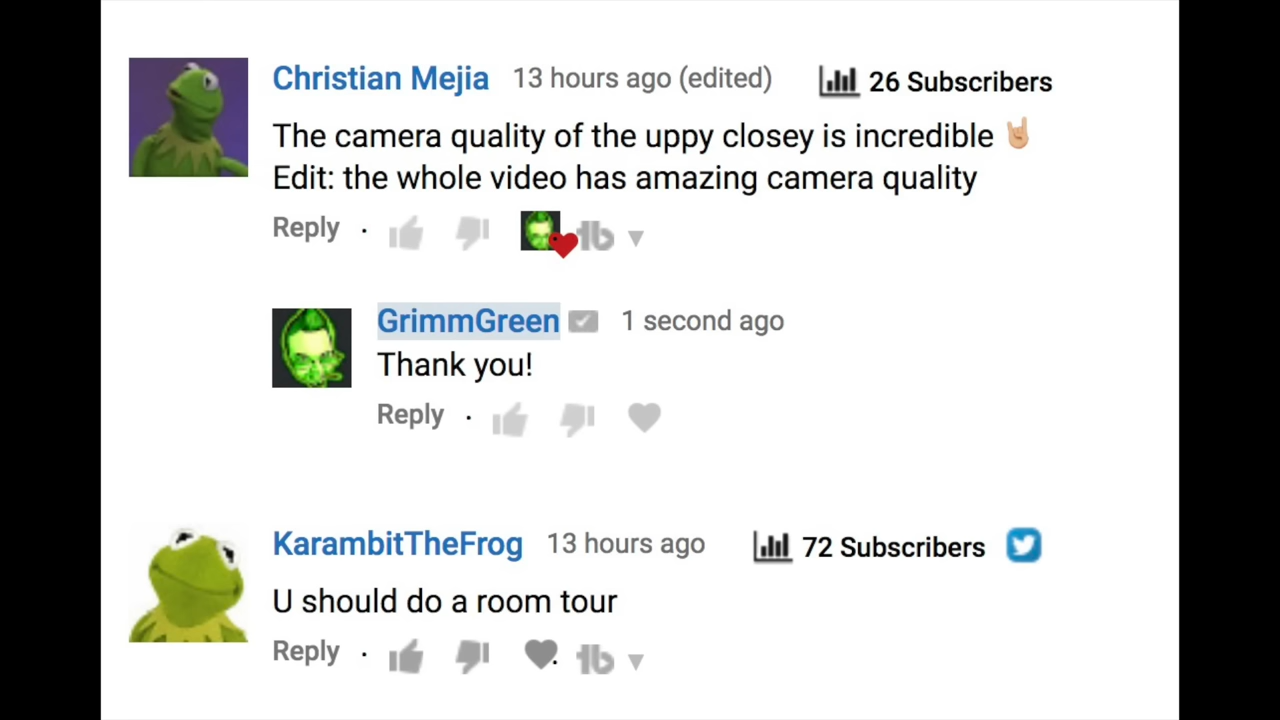 Christian Mejia 13 hours ago (edited) 26 Subscribers
The camera quality of the uppy closey is incredible 🤘🏼
Edit: the whole video has amazing camera quality
Reply · tb ▼
GrimmGreen 1 second ago
Thank you!
Reply ·
KarambitTheFrog 13 hours ago 72 Subscribers
U should do a room tour
Reply · tb ▼